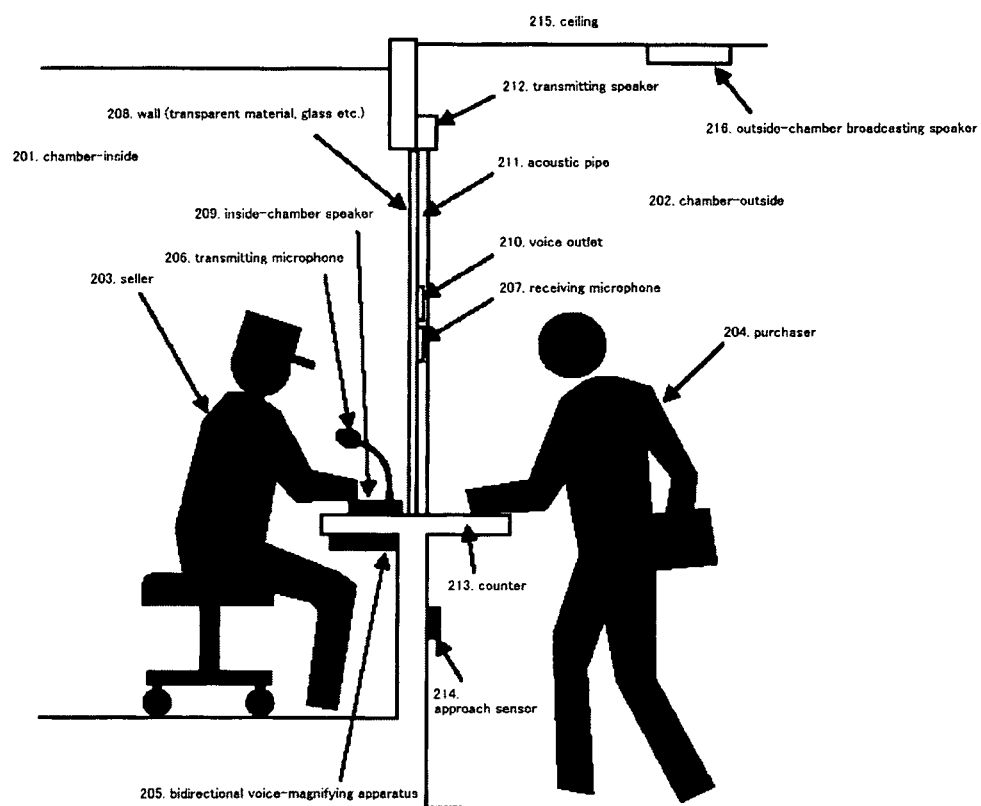 215. ceiling
212. transmitting speaker
208. wall (transparent material, glass etc.)
216. outside-chamber broadcasting speaker
201. chamber-inside
211. acoustic pipe
202. chamber-outside
209. inside-chamber speaker
210. voice outlet
206. transmitting microphone
203. seller
207. receiving microphone
204. purchaser
213. counter
214.
approach sensor
205. bidirectional voice-magnifying apparatus